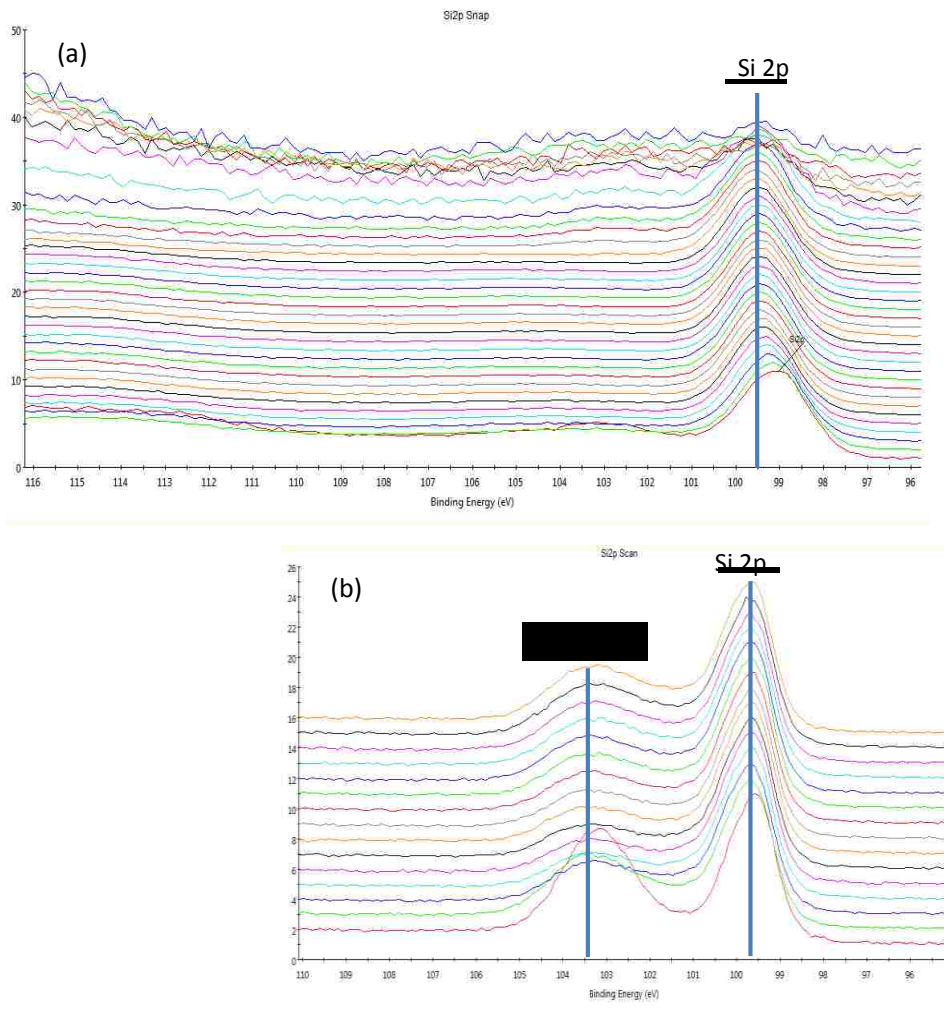 Si2p Snap
(a)
Si 2p
50
40
30
20
10
0
Si2p
116 115 114 113 112 111 110 109 108 107 106 105 104 103 102 101 100 99 98 97 96
Binding Energy (eV)
Si2p Scan
(b)
Si 2p
26
24
22
20
18
16
14
12
10
8
6
4
2
0
110 109 108 107 106 105 104 103 102 101 100 99 98 97 96
Binding Energy (eV)